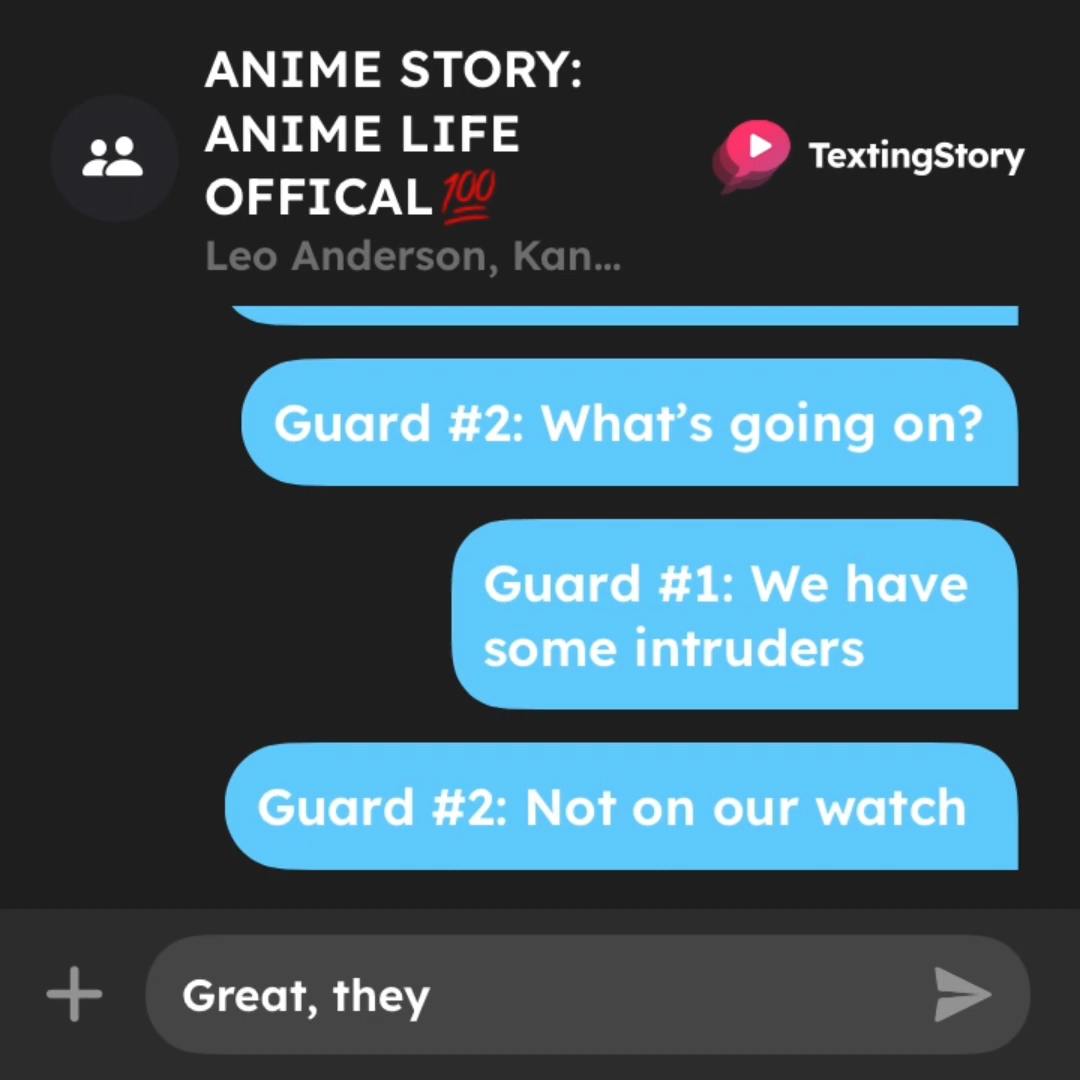 ANIME STORY:
ANIME LIFE
OFFICAL💯
TextingStory
Leo Anderson, Kan...
Guard #2: What’s going on?
Guard #1: We have
some intruders
Guard #2: Not on our watch
Great, they